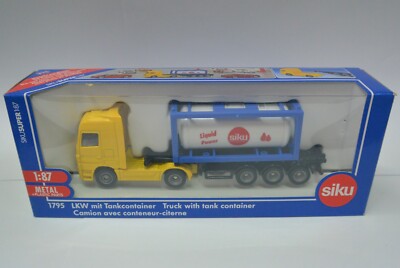 SIKU SUPER 1:87
Liquid
Power
siku
1:87
METAL
siku
1795 LKW mit Tankcontainer Truck with tank container
Camion avec conteneur-citerne